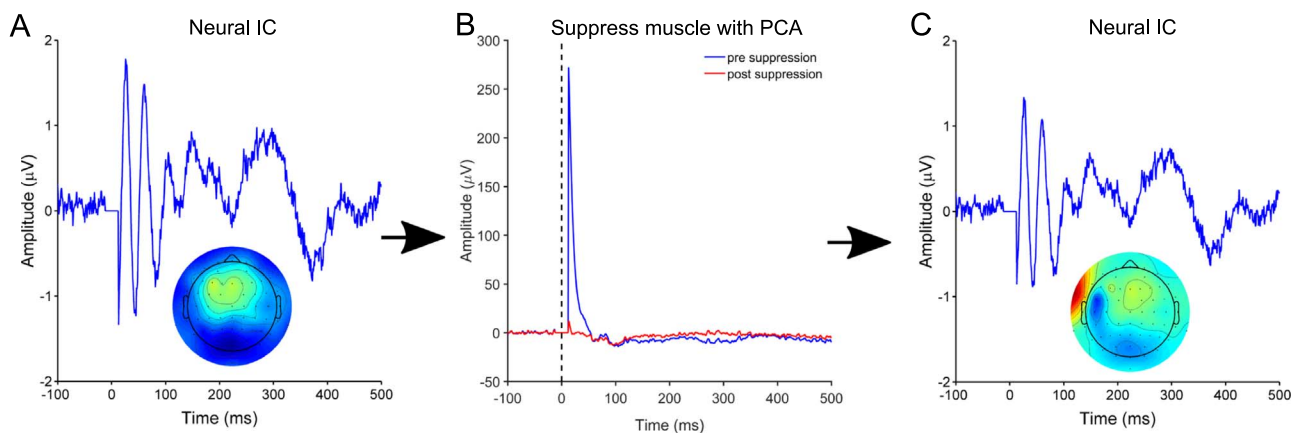 A
Neural IC
2
1
0
-1
-2
Amplitude (µV)
-100 0 100 200 300 400 500
Time (ms)
B
Suppress muscle with PCA
300
250
200
150
100
50
0
-50
Amplitude (µV)
pre suppression
post suppression
-100 0 100 200 300 400 500
Time (ms)
C
Neural IC
2
1
0
-1
-2
Amplitude (µV)
-100 0 100 200 300 400 500
Time (ms)